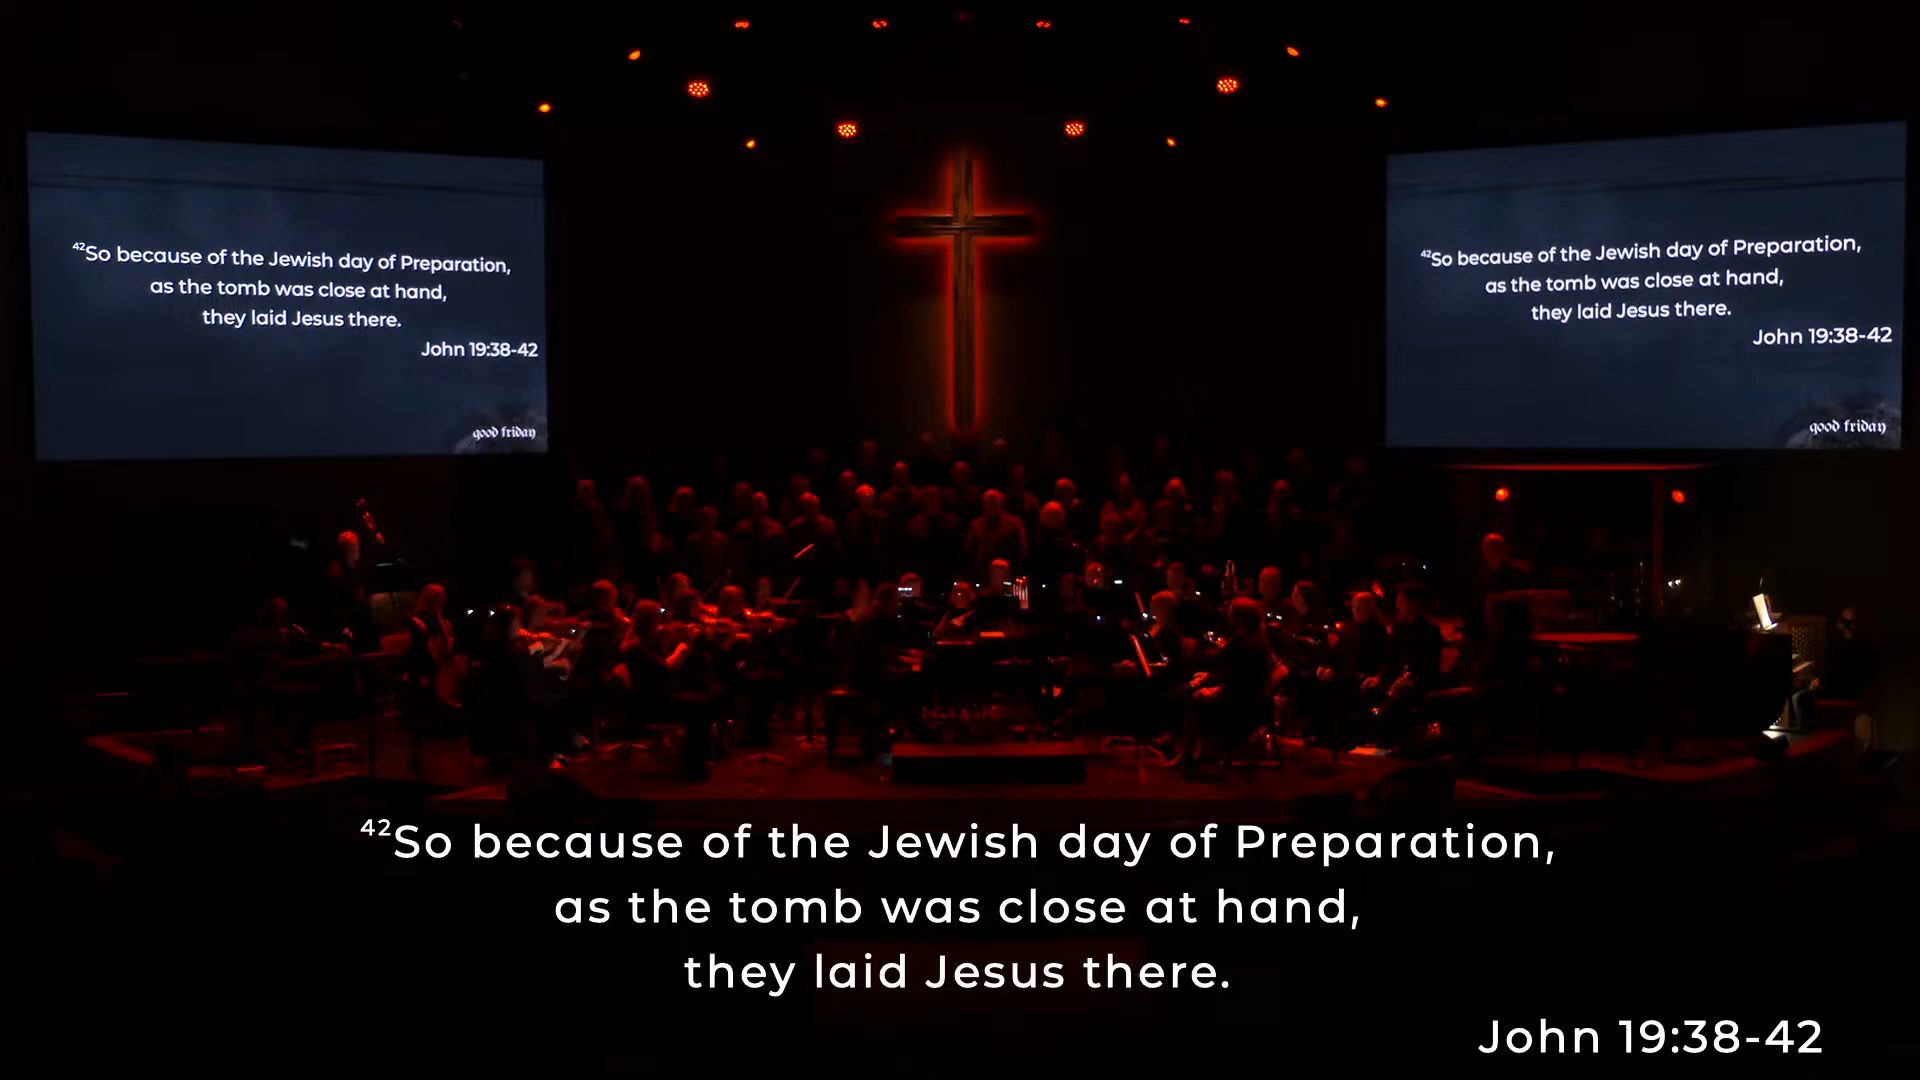 ⁴²So because of the Jewish day of Preparation,
as the tomb was close at hand,
they laid Jesus there.
John 19:38-42
good friday
⁴²So because of the Jewish day of Preparation,
as the tomb was close at hand,
they laid Jesus there.
John 19:38-42
good friday
⁴²So because of the Jewish day of Preparation,
as the tomb was close at hand,
they laid Jesus there.
John 19:38-42